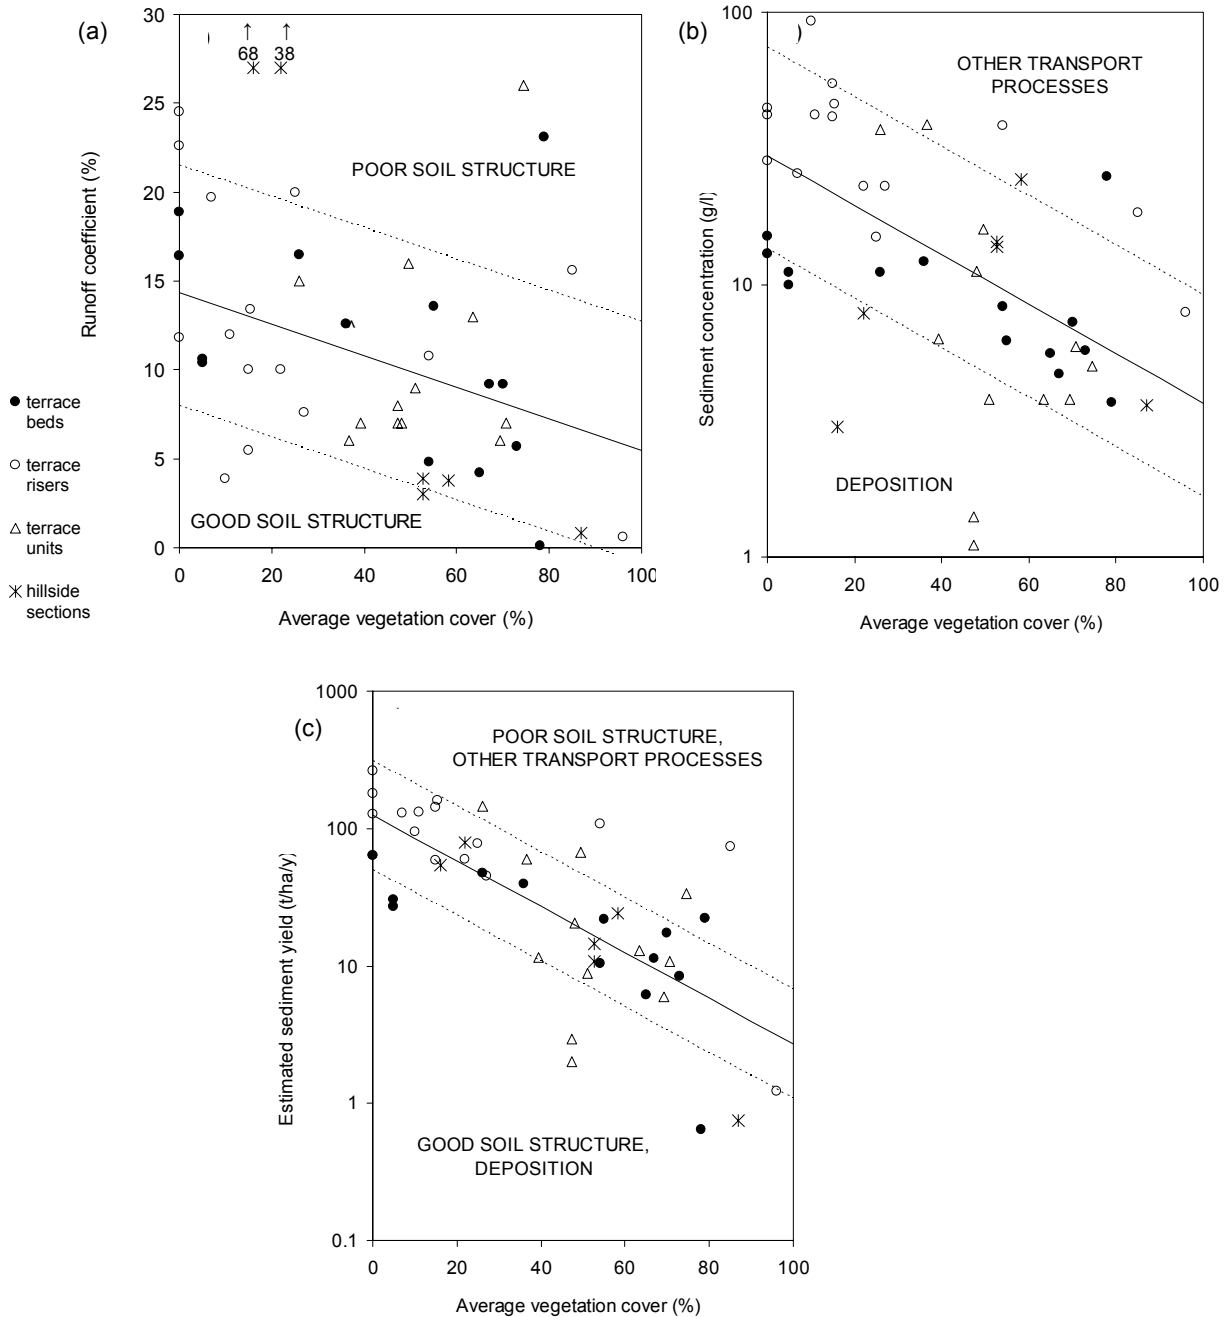 (a)
30
25
20
15
10
5
0
↑ ↑
68 38
POOR SOIL STRUCTURE
GOOD SOIL STRUCTURE
Runoff coefficient (%)
0 20 40 60 80 100
Average vegetation cover (%)
terrace
beds
terrace
risers
terrace
units
hillside
sections
(b)
)
100
10
1
OTHER TRANSPORT
PROCESSES
DEPOSITION
Sediment concentration (g/l)
0 20 40 60 80 100
Average vegetation cover (%)
(c)
1000
100
10
1
0.1
POOR SOIL STRUCTURE,
OTHER TRANSPORT PROCESSES
GOOD SOIL STRUCTURE,
DEPOSITION
Estimated sediment yield (t/ha/y)
0 20 40 60 80 100
Average vegetation cover (%)